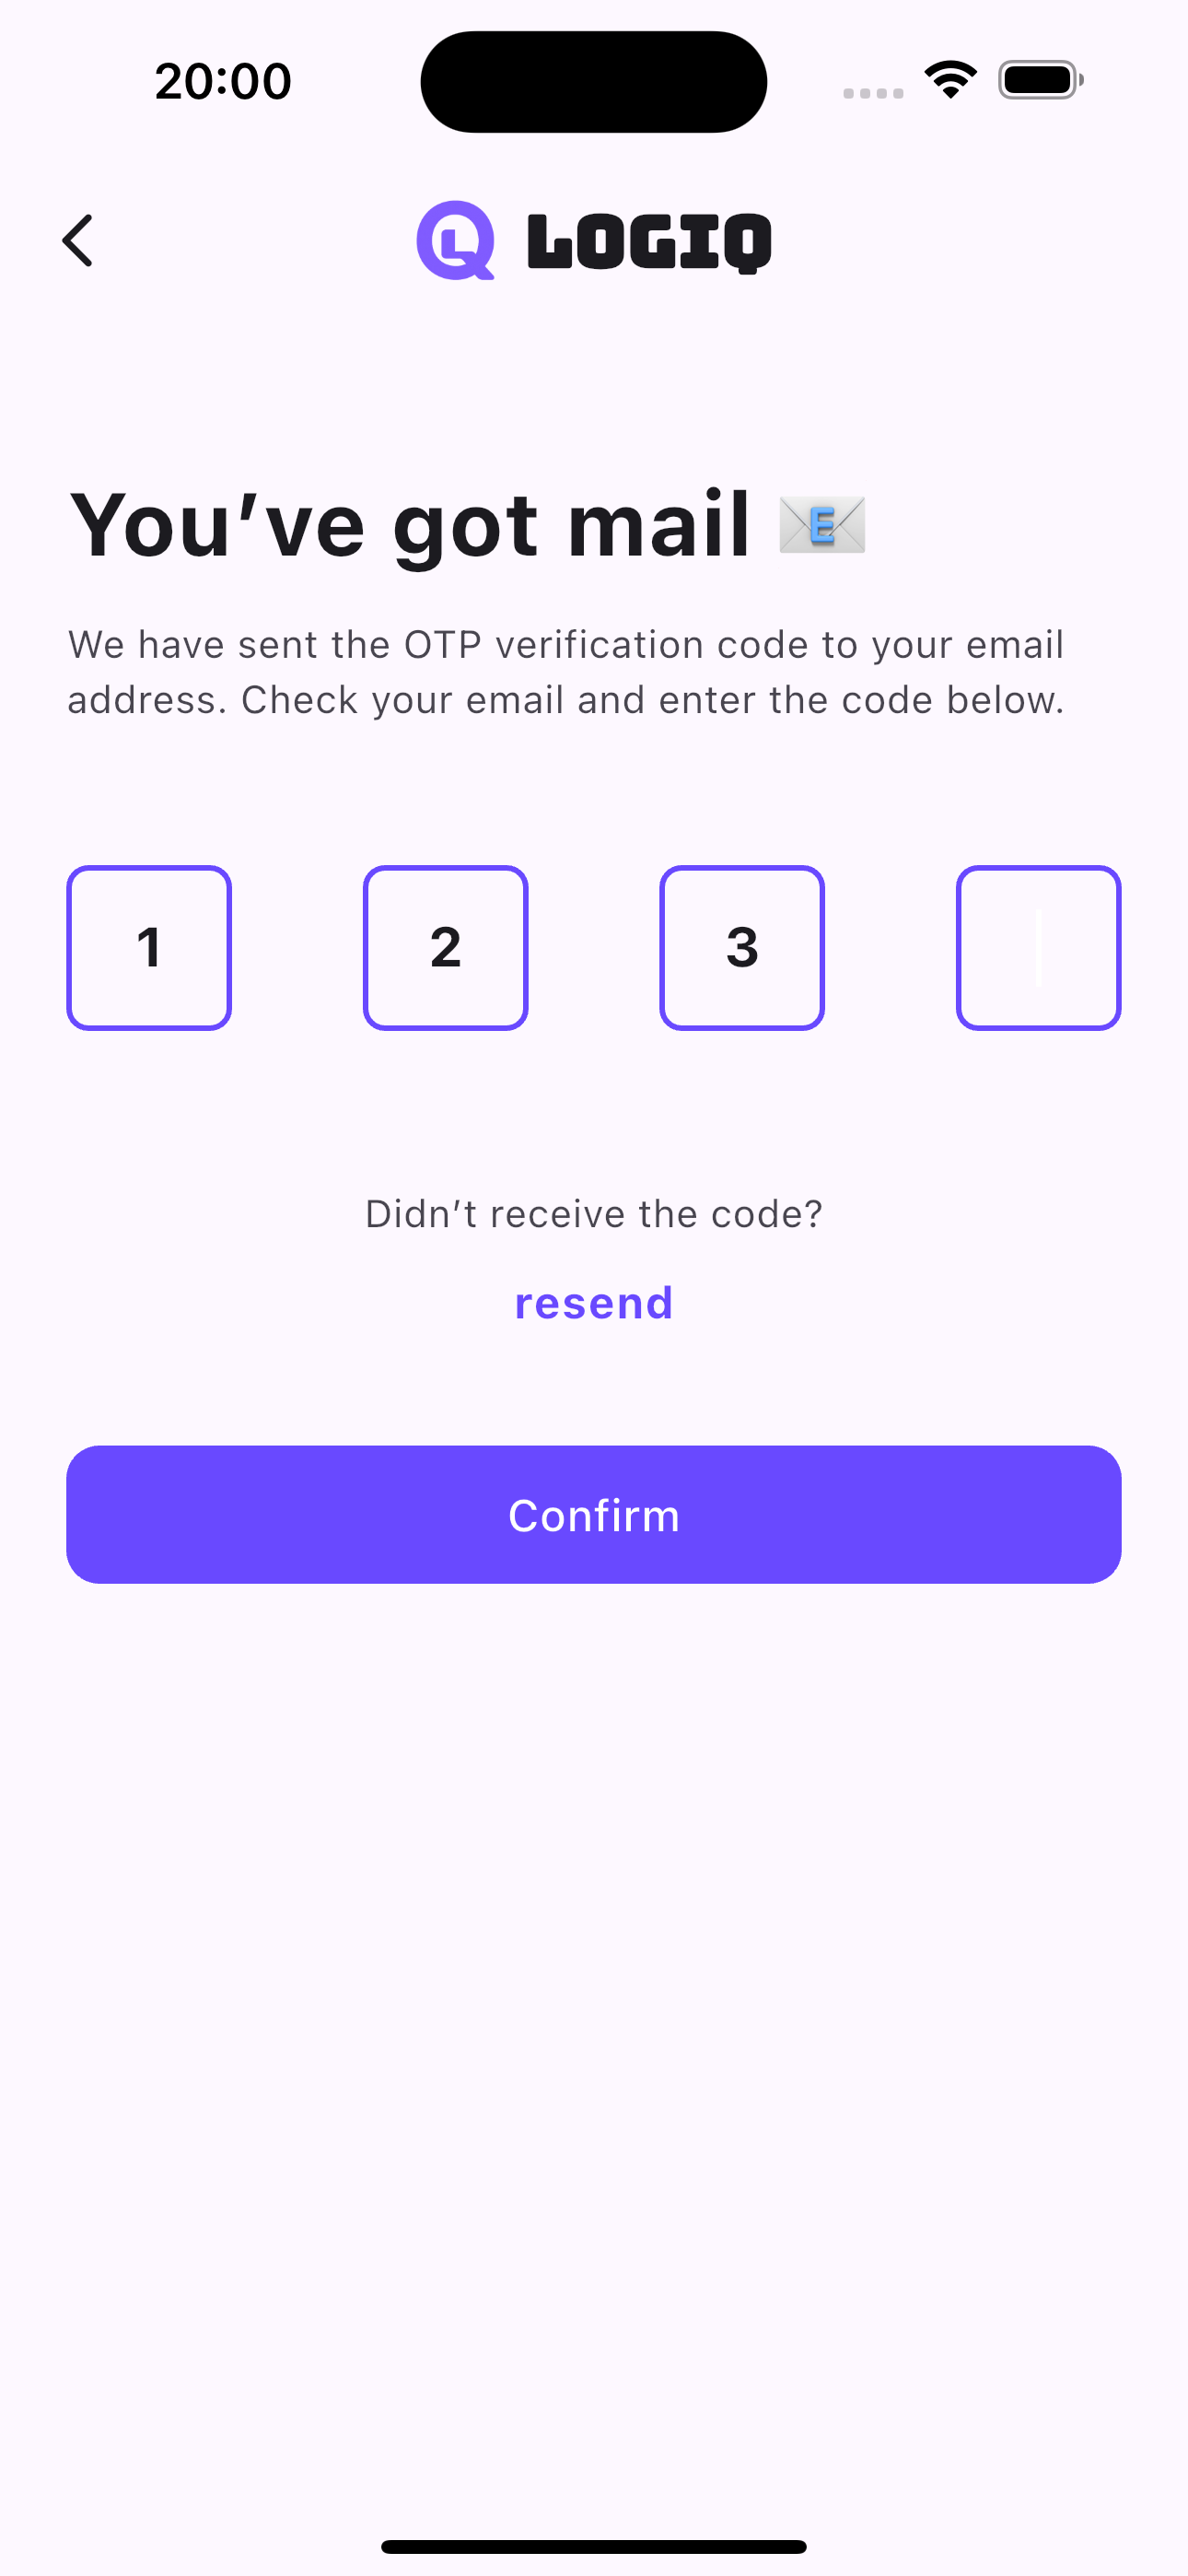 20:00
LOGIQ
You’ve got mail 📧
We have sent the OTP verification code to your email
address. Check your email and enter the code below.
1 2 3
Didn’t receive the code?
resend
Confirm